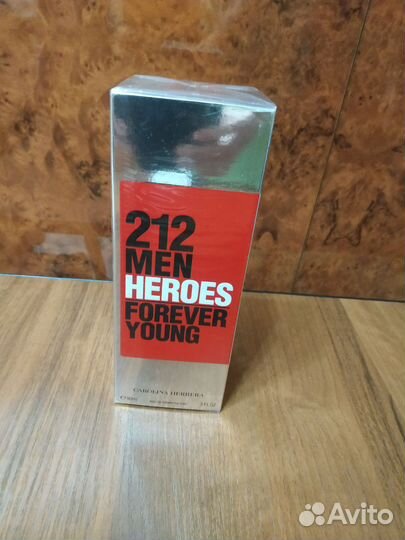 212
MEN
HEROES
FOREVER
YOUNG
CAROLINA HERRERA
Avito